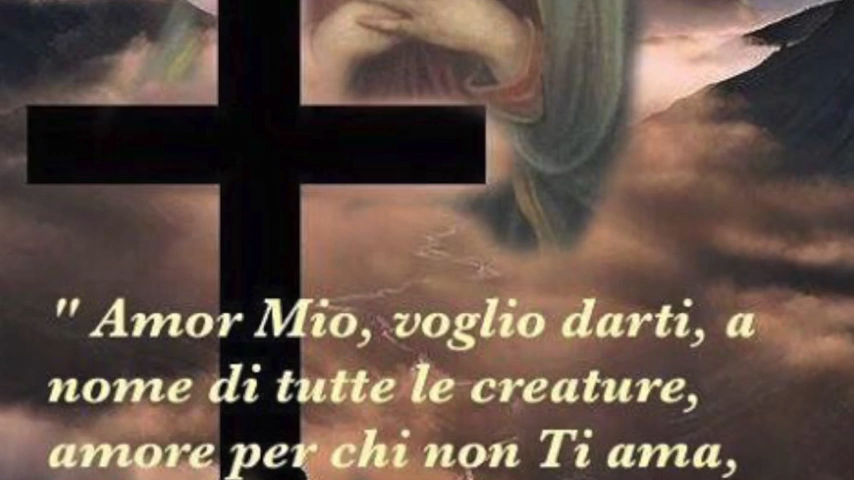 " Amor Mio, voglio darti, a
nome di tutte le creature,
amore per chi non Ti ama,